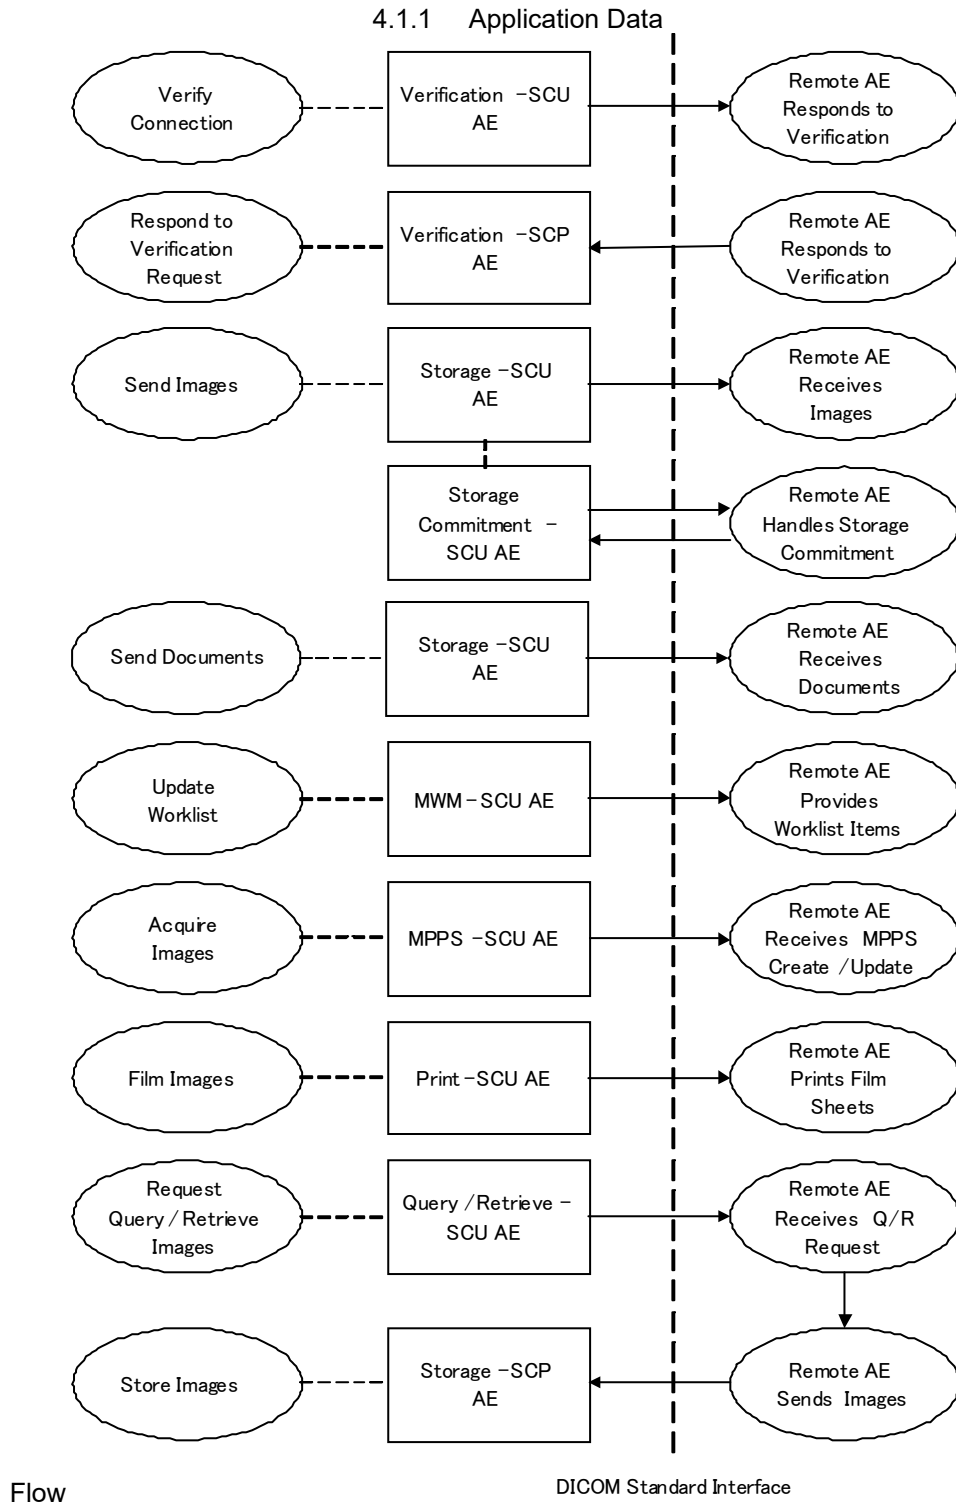 4.1.1 Application Data
Verify
Connection
Verification -SCU
AE
Remote AE
Responds to
Verification
Respond to
Verification
Request
Verification -SCP
AE
Remote AE
Responds to
Verification
Send Images
Storage -SCU
AE
Remote AE
Receives
Images
Storage
Commitment -
SCU AE
Remote AE
Handles Storage
Commitment
Send Documents
Storage -SCU
AE
Remote AE
Receives
Documents
Update
Worklist
MWM-SCU AE
Remote AE
Provides
Worklist Items
Acquire
Images
MPPS -SCU AE
Remote AE
Receives MPPS
Create /Update
Film Images
Print-SCU AE
Remote AE
Prints Film
Sheets
Request
Query/Retrieve
Images
Query/Retrieve-
SCU AE
Remote AE
Receives Q/R
Request
Store Images
Storage -SCP
AE
Remote AE
Sends Images
Flow
DICOM Standard Interface